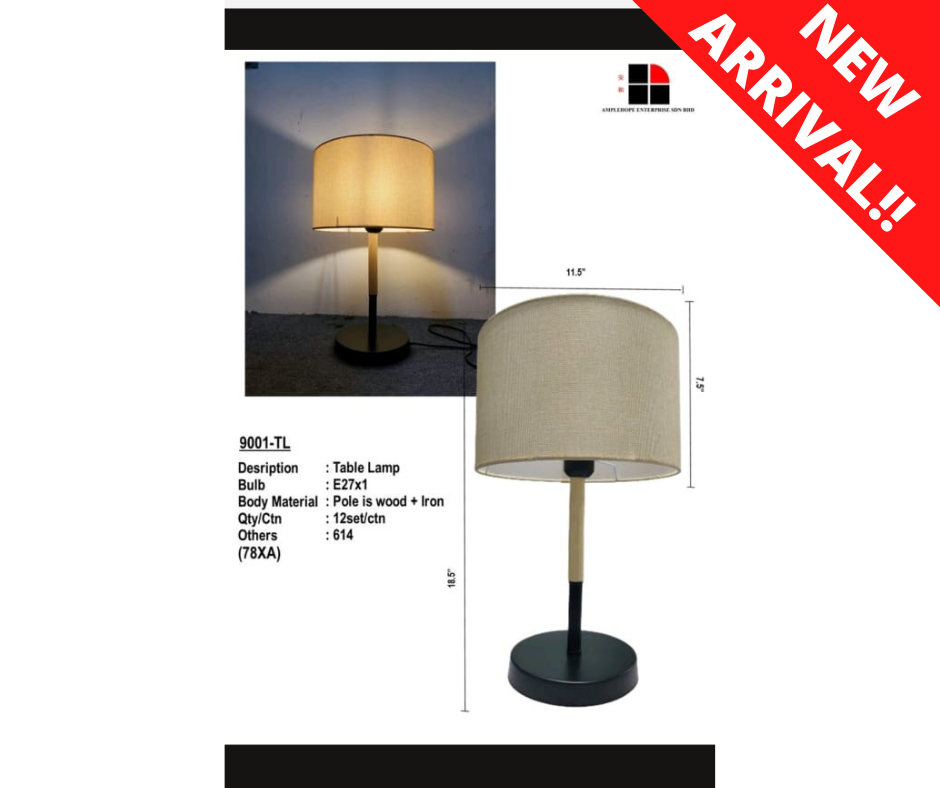 NEW
ARRIVAL!!
安
AMPLEHOPE ENTERPRISE SDN BHD
11.5"
7.5"
9001-TL
Desription : Table Lamp
Bulb : E27x1
Body Material : Pole is wood + Iron
Qty/Ctn : 12set/ctn
Others : 614
(78XA)
18.5"